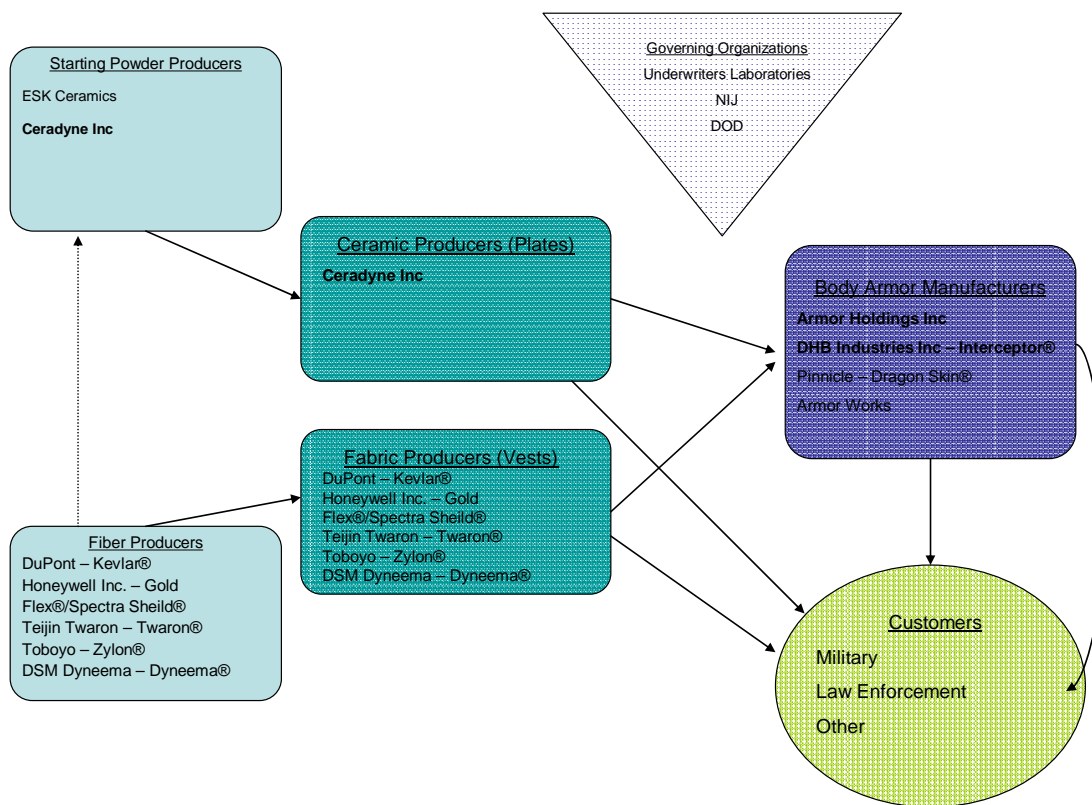 Starting Powder Producers
ESK Ceramics
Ceradyne Inc
Governing Organizations
Underwriters Laboratories
NIJ
DOD
Ceramic Producers (Plates)
Ceradyne Inc
Body Armor Manufacturers
Armor Holdings Inc
DHB Industries Inc – Interceptor®
Pinnacle – Dragon Skin®
Armor Works
Fabric Producers (Vests)
DuPont – Kevlar®
Honeywell Inc. – Gold
Flex®/Spectra Sheild®
Teijin Twaron – Twaron®
Toboyo – Zylon®
DSM Dyneema – Dyneema®
Fiber Producers
DuPont – Kevlar®
Honeywell Inc. – Gold
Flex®/Spectra Sheild®
Teijin Twaron – Twaron®
Toboyo – Zylon®
DSM Dyneema – Dyneema®
Customers
Military
Law Enforcement
Other